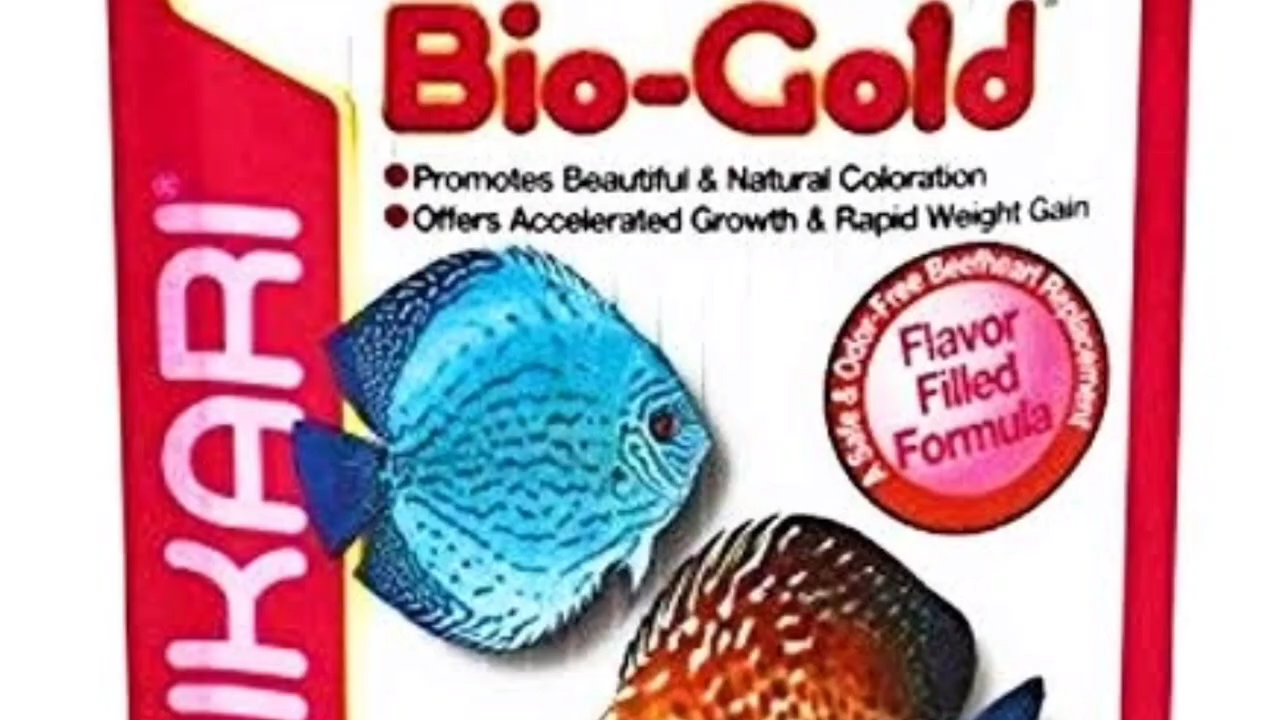 Bio-Gold
Promotes Beautiful & Natural Coloration
Offers Accelerated Growth & Rapid Weight Gain
IKARI®
A Safe & Odor-Free Beefheart Replacement
Flavor
Filled
Formula